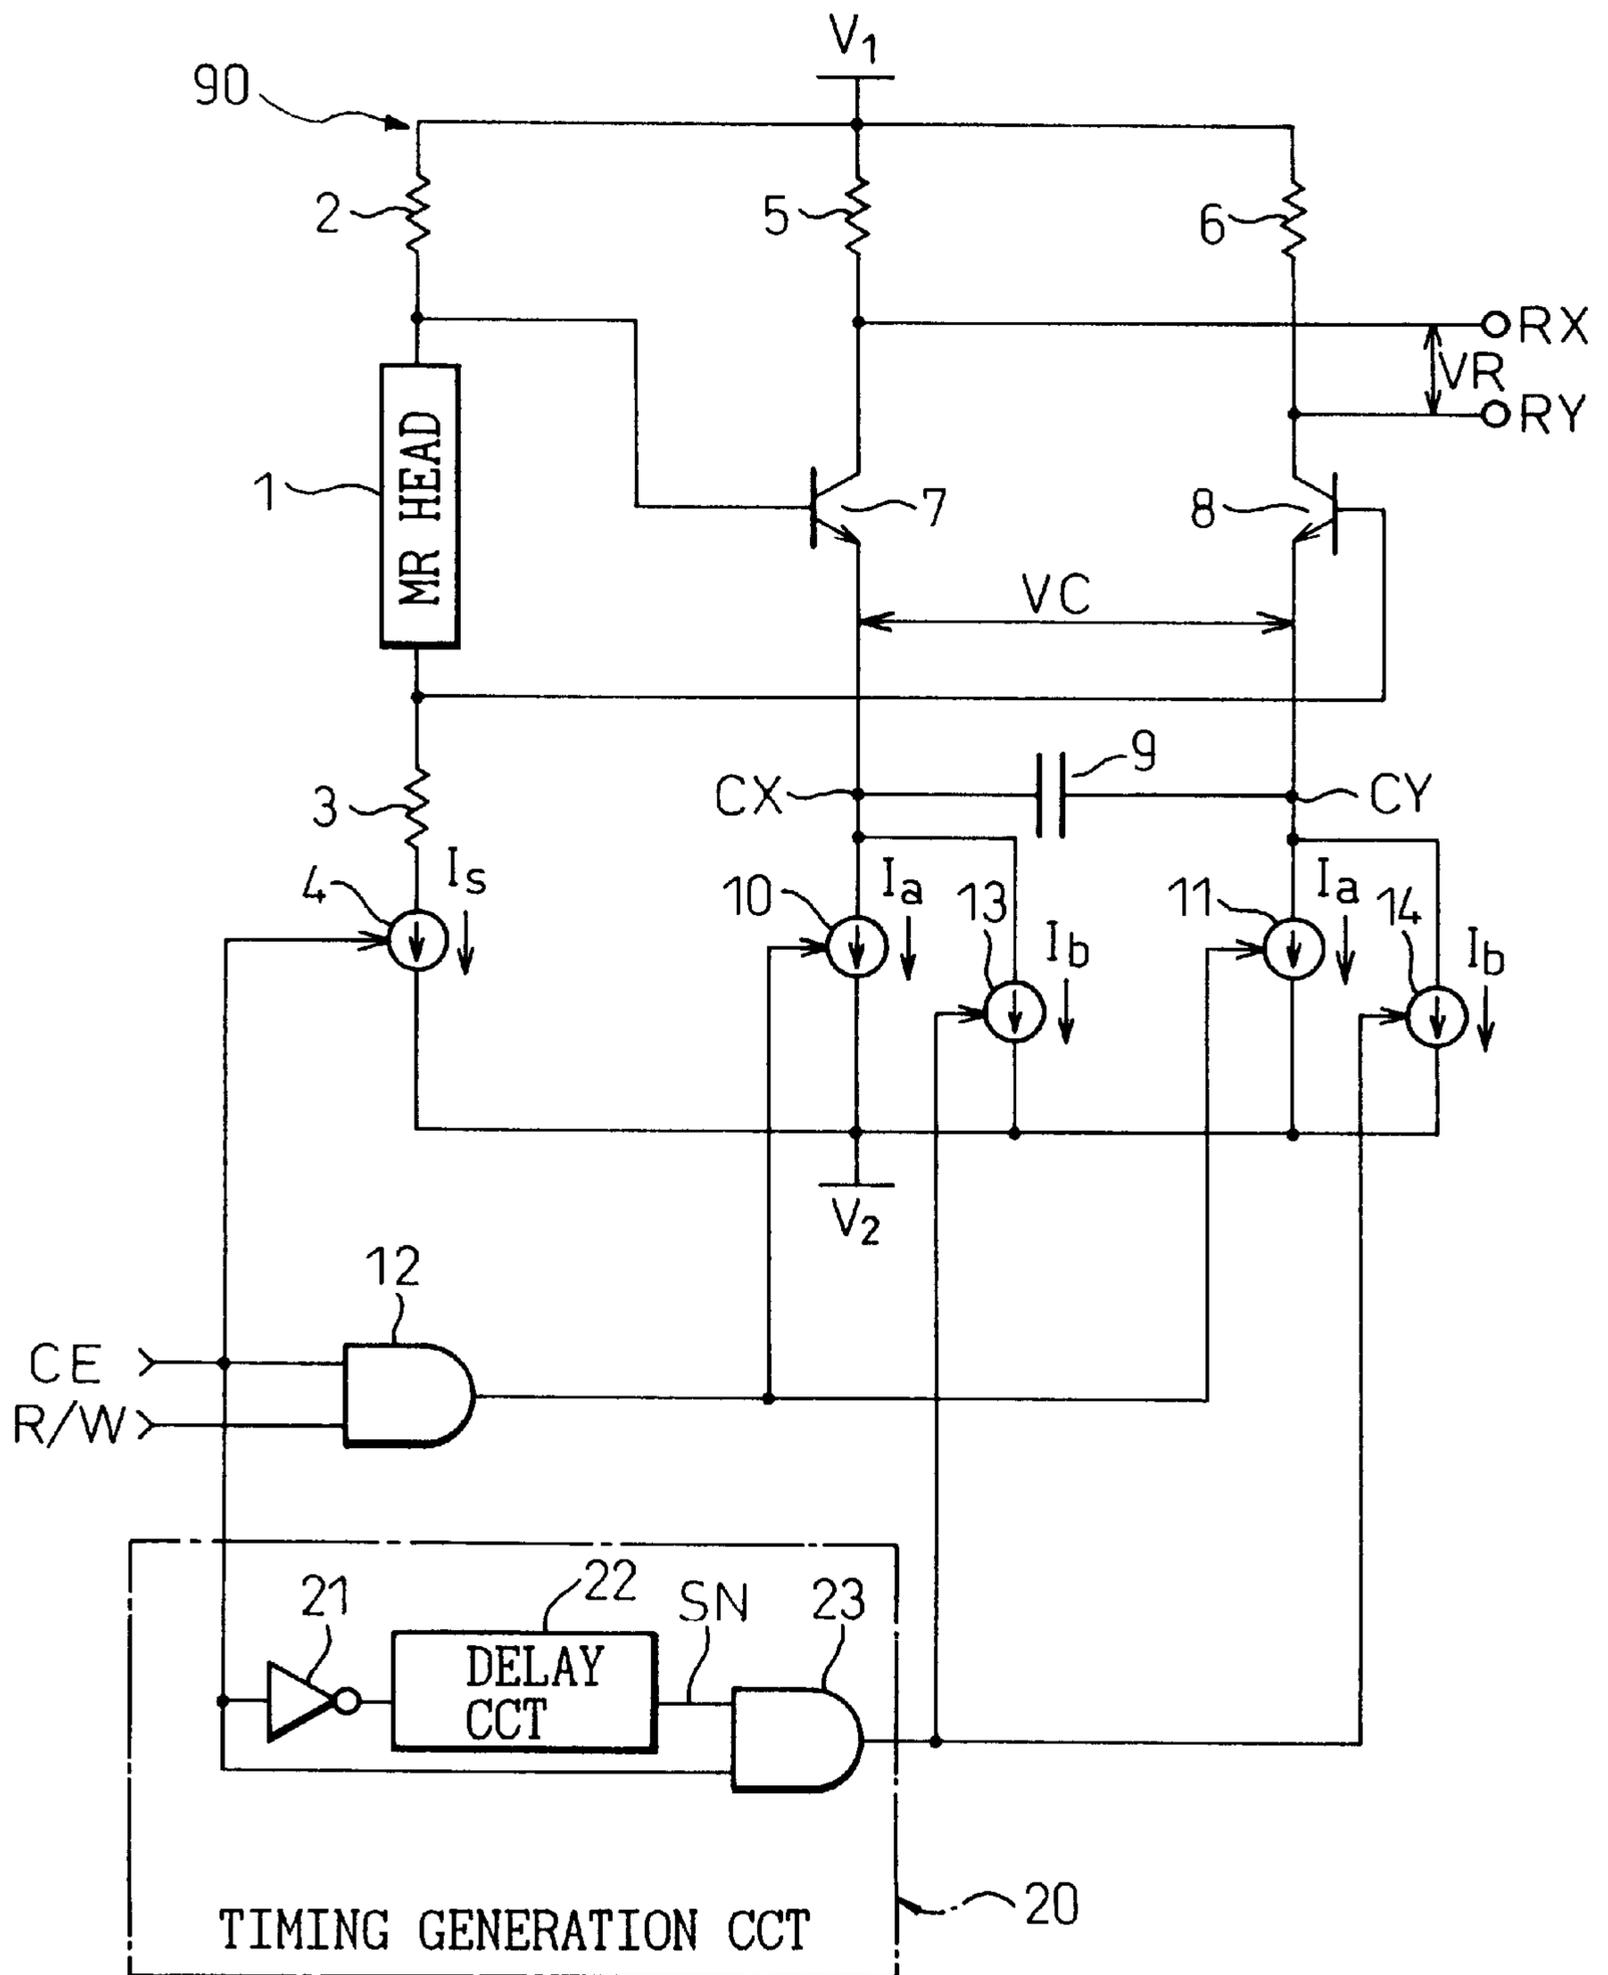 V1
90
2
5
6
RX
VR
RY
1
MR HEAD
7
8
VC
9
CX
CY
3
Is
4
10
Ia
13
Ib
11
Ia
14
Ib
V2
12
CE
R/W
21
22
SN
23
DELAY
CCT
20
TIMING GENERATION CCT